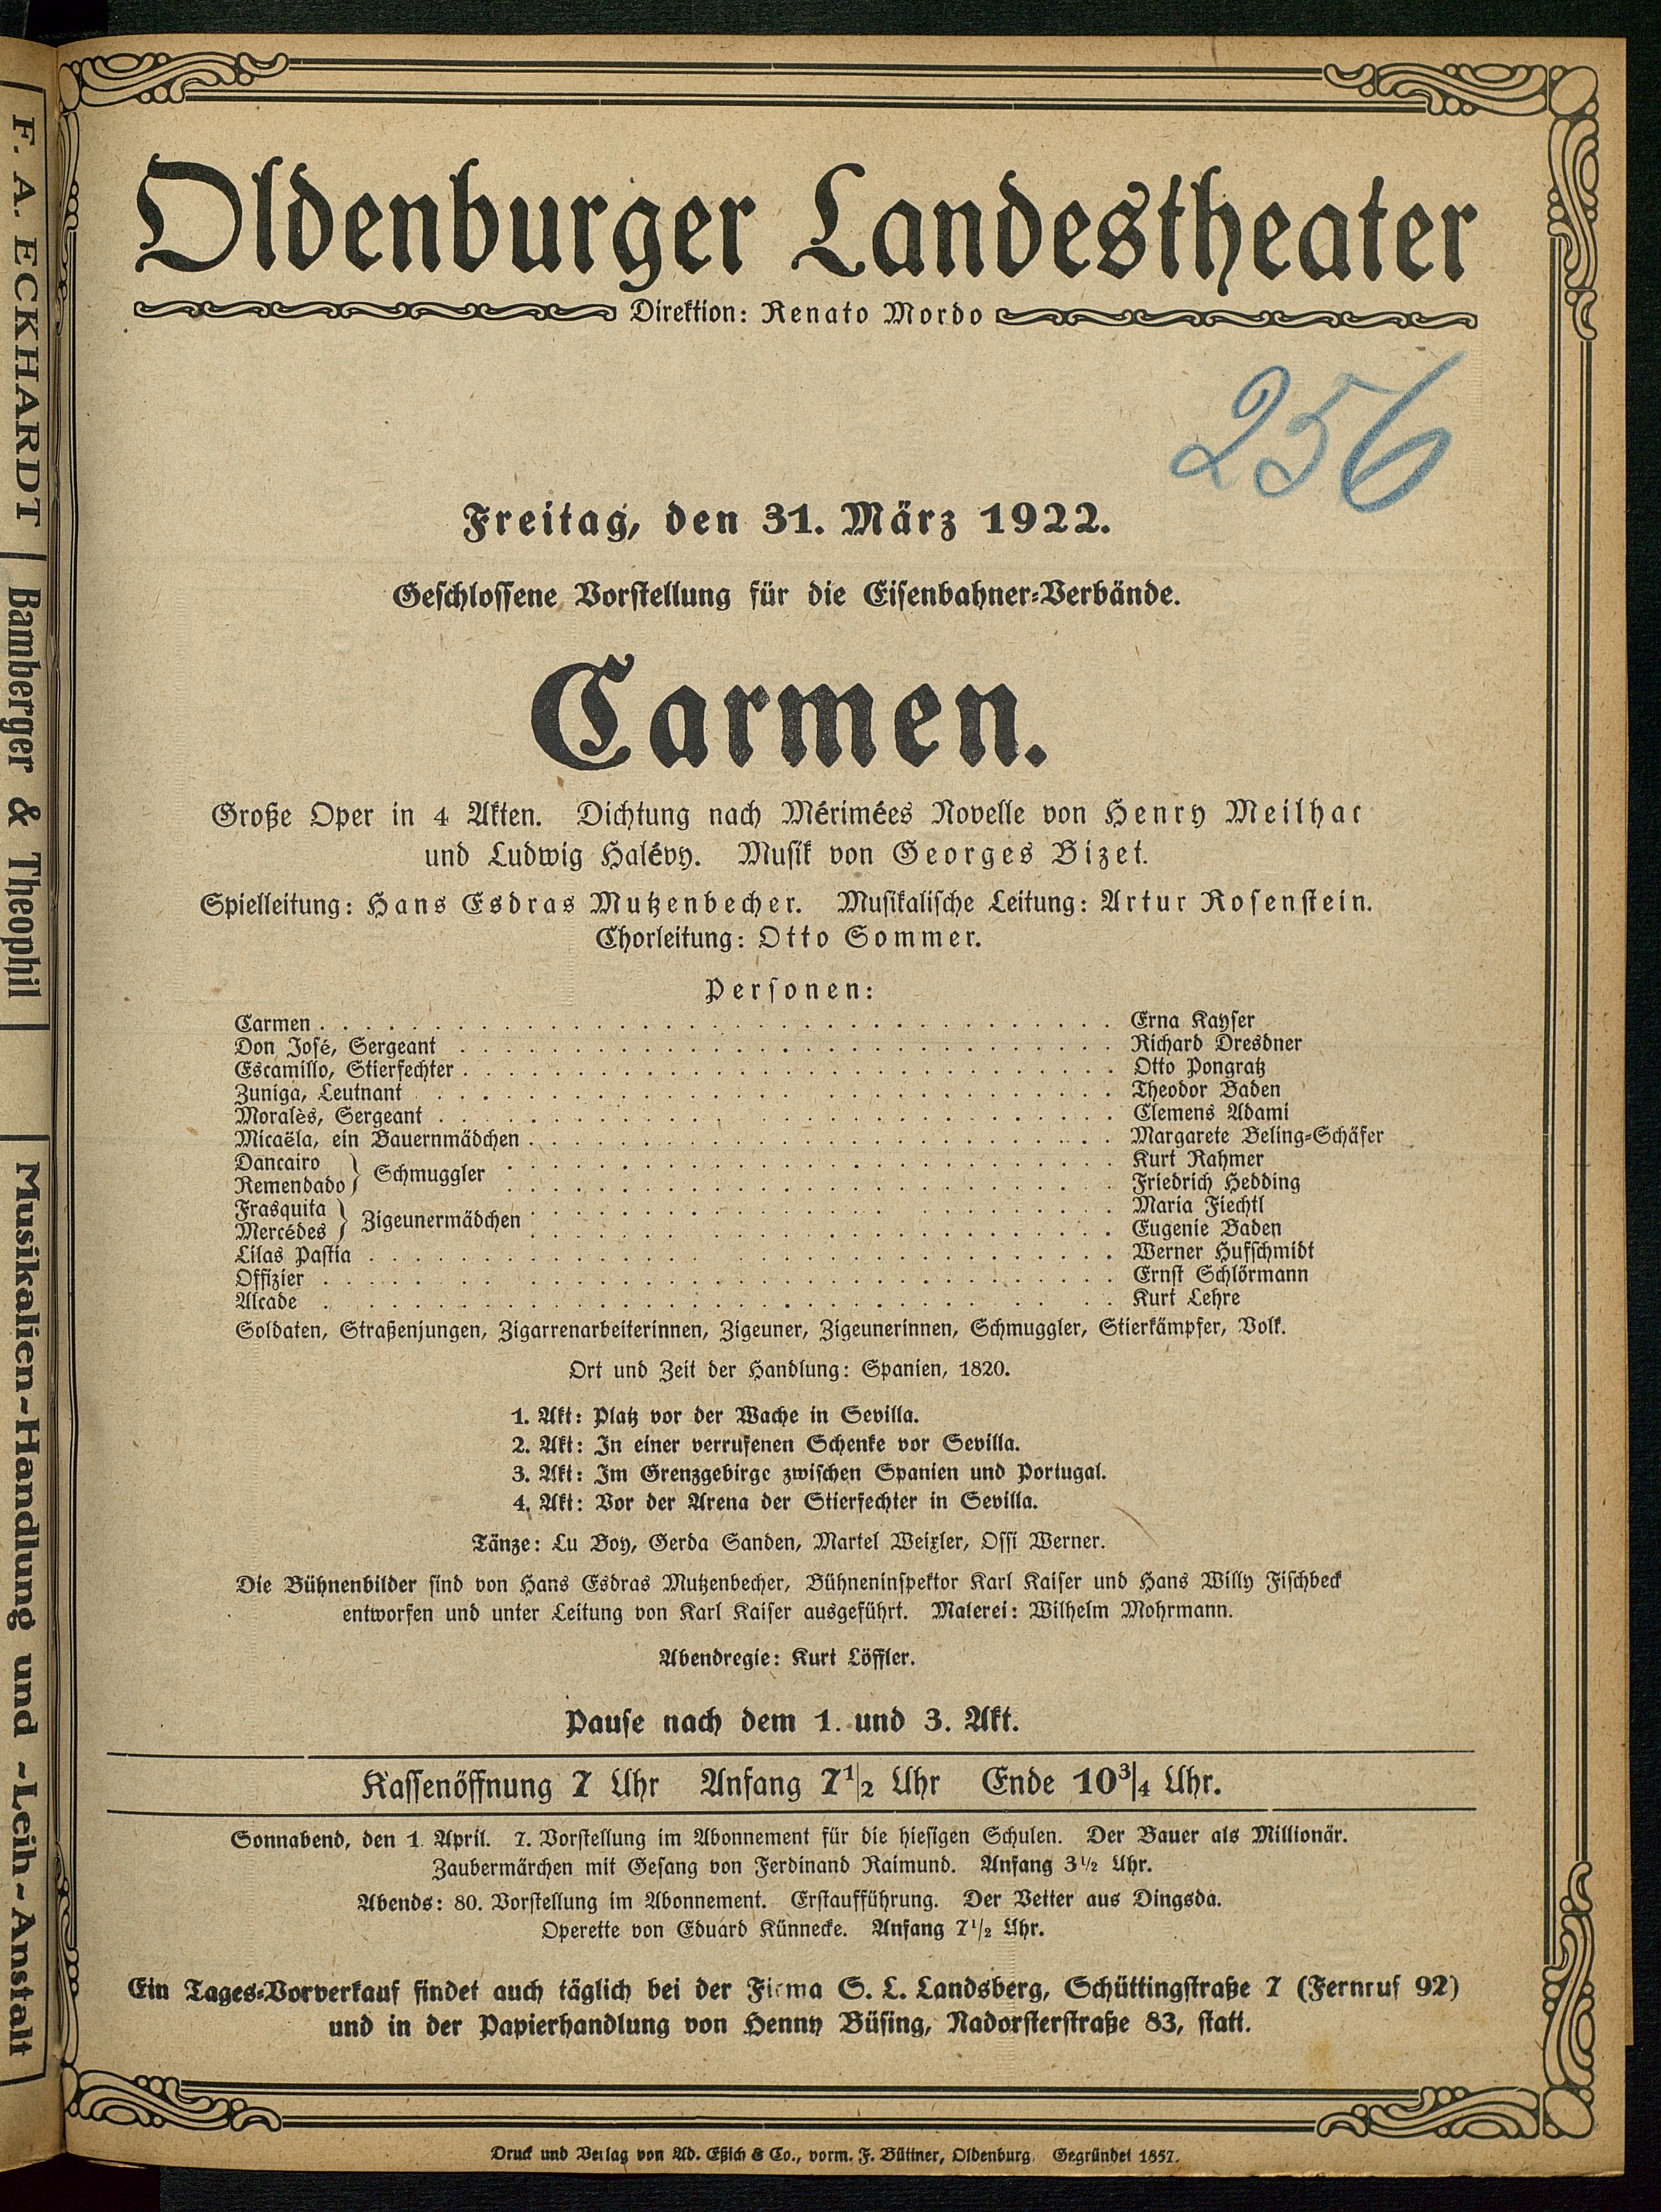 Oldenburger Landestheater
Direktion: Renato Mordo
256
Freitag, den 31. März 1922.
Geschlossene Vorstellung für die Eisenbahner-Verbände.
Carmen.
Große Oper in 4 Akten. Dichtung nach Mérimées Novelle von Henry Meilhac
und Ludwig Halévy. Musik von Georges Bizet.
Spielleitung: Hans Esdras Mutzenbecher. Musikalische Leitung: Artur Rosenstein.
Chorleitung: Otto Sommer.
Personen:
Carmen . . . . . . . . . . Erna Kayser
Don José, Sergeant . . . . . . . . . . Richard Dresdner
Escamillo, Stierfechter . . . . . . . . . . Otto Pongratz
Zuniga, Leutnant . . . . . . . . . . Theodor Baden
Moralès, Sergeant . . . . . . . . . . Clemens Adami
Micaëla, ein Bauernmädchen . . . . . . . . . . Margarete Beling-Schäfer
Dancairo } Schmuggler . . . . . . . . . . Kurt Rahmer
Remendado } . . . . . . . . . . Friedrich Hedding
Frasquita } Zigeunermädchen . . . . . . . . . . Maria Fiechtl
Mercédes } . . . . . . . . . . Eugenie Baden
Lilas Pastia . . . . . . . . . . Werner Hufschmidt
Offizier . . . . . . . . . . Ernst Schlörmann
Alcade . . . . . . . . . . Kurt Lehre
Soldaten, Straßenjungen, Zigarrenarbeiterinnen, Zigeuner, Zigeunerinnen, Schmuggler, Stierkämpfer, Volk.
Ort und Zeit der Handlung: Spanien, 1820.
1. Akt: Platz vor der Wache in Sevilla.
2. Akt: In einer verrufenen Schenke vor Sevilla.
3. Akt: Im Grenzgebirge zwischen Spanien und Portugal.
4. Akt: Vor der Arena der Stierfechter in Sevilla.
Tänze: Lu Boy, Gerda Sanden, Martel Weixler, Ossi Werner.
Die Bühnenbilder sind von Hans Esdras Mutzenbecher, Bühneninspektor Karl Kaiser und Hans Willy Fischbeck
entworfen und unter Leitung von Karl Kaiser ausgeführt. Malerei: Wilhelm Mohrmann.
Abendregie: Kurt Löffler.
Pause nach dem 1. und 3. Akt.
Kassenöffnung 7 Uhr Anfang 7 1/2 Uhr Ende 10 3/4 Uhr.
Sonnabend, den 1. April. 7. Vorstellung im Abonnement für die hiesigen Schulen. Der Bauer als Millionär.
Zaubermärchen mit Gesang von Ferdinand Raimund. Anfang 3 1/2 Uhr.
Abends: 80. Vorstellung im Abonnement. Erstaufführung. Der Vetter aus Dingsda.
Operette von Eduard Künnecke. Anfang 7 1/2 Uhr.
Ein Tages-Vorverkauf findet auch täglich bei der Firma S. L. Landsberg, Schüttingstraße 7 (Fernruf 92)
und in der Papierhandlung von Henny Büsing, Nadorsterstraße 83, statt.
Druck und Verlag von Ad. Eßich & Co., vorm. F. Büttner, Oldenburg. Gegründet 1857.
F. A. ECKHARDT
Bamberger & Theophil
Musikalien-Handlung und -Leih-Anstalt